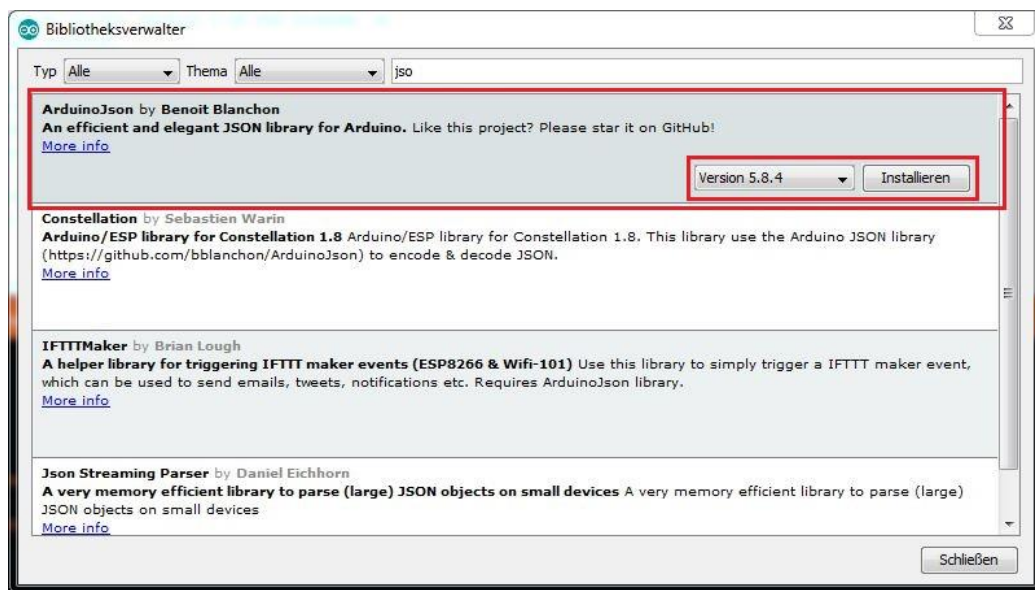 Bibliotheksverwalter
Typ Alle Thema Alle jso
ArduinoJson by Benoit Blanchon
An efficient and elegant JSON library for Arduino. Like this project? Please star it on GitHub!
More info
Version 5.8.4 Installieren
Constellation by Sebastien Warin
Arduino/ESP library for Constellation 1.8 Arduino/ESP library for Constellation 1.8. This library use the Arduino JSON library
(https://github.com/bblanchon/ArduinoJson) to encode & decode JSON.
More info
IFTTTMaker by Brian Lough
A helper library for triggering IFTTT maker events (ESP8266 & Wifi-101) Use this library to simply trigger a IFTTT maker event,
which can be used to send emails, tweets, notifications etc. Requires ArduinoJson library.
More info
Json Streaming Parser by Daniel Eichhorn
A very memory efficient library to parse (large) JSON objects on small devices A very memory efficient library to parse (large)
JSON objects on small devices
More info
Schließen